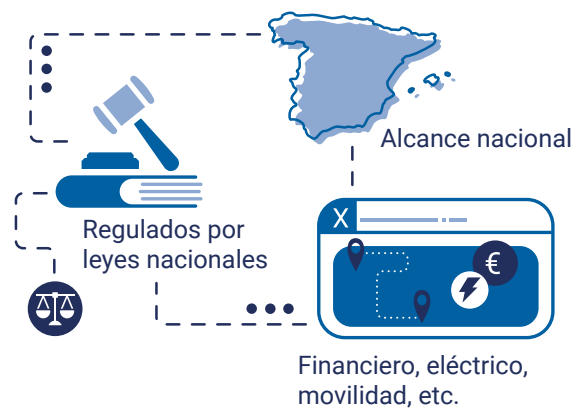 Alcance nacional
Regulados por
leyes nacionales
X
€
Financiero, eléctrico,
movilidad, etc.